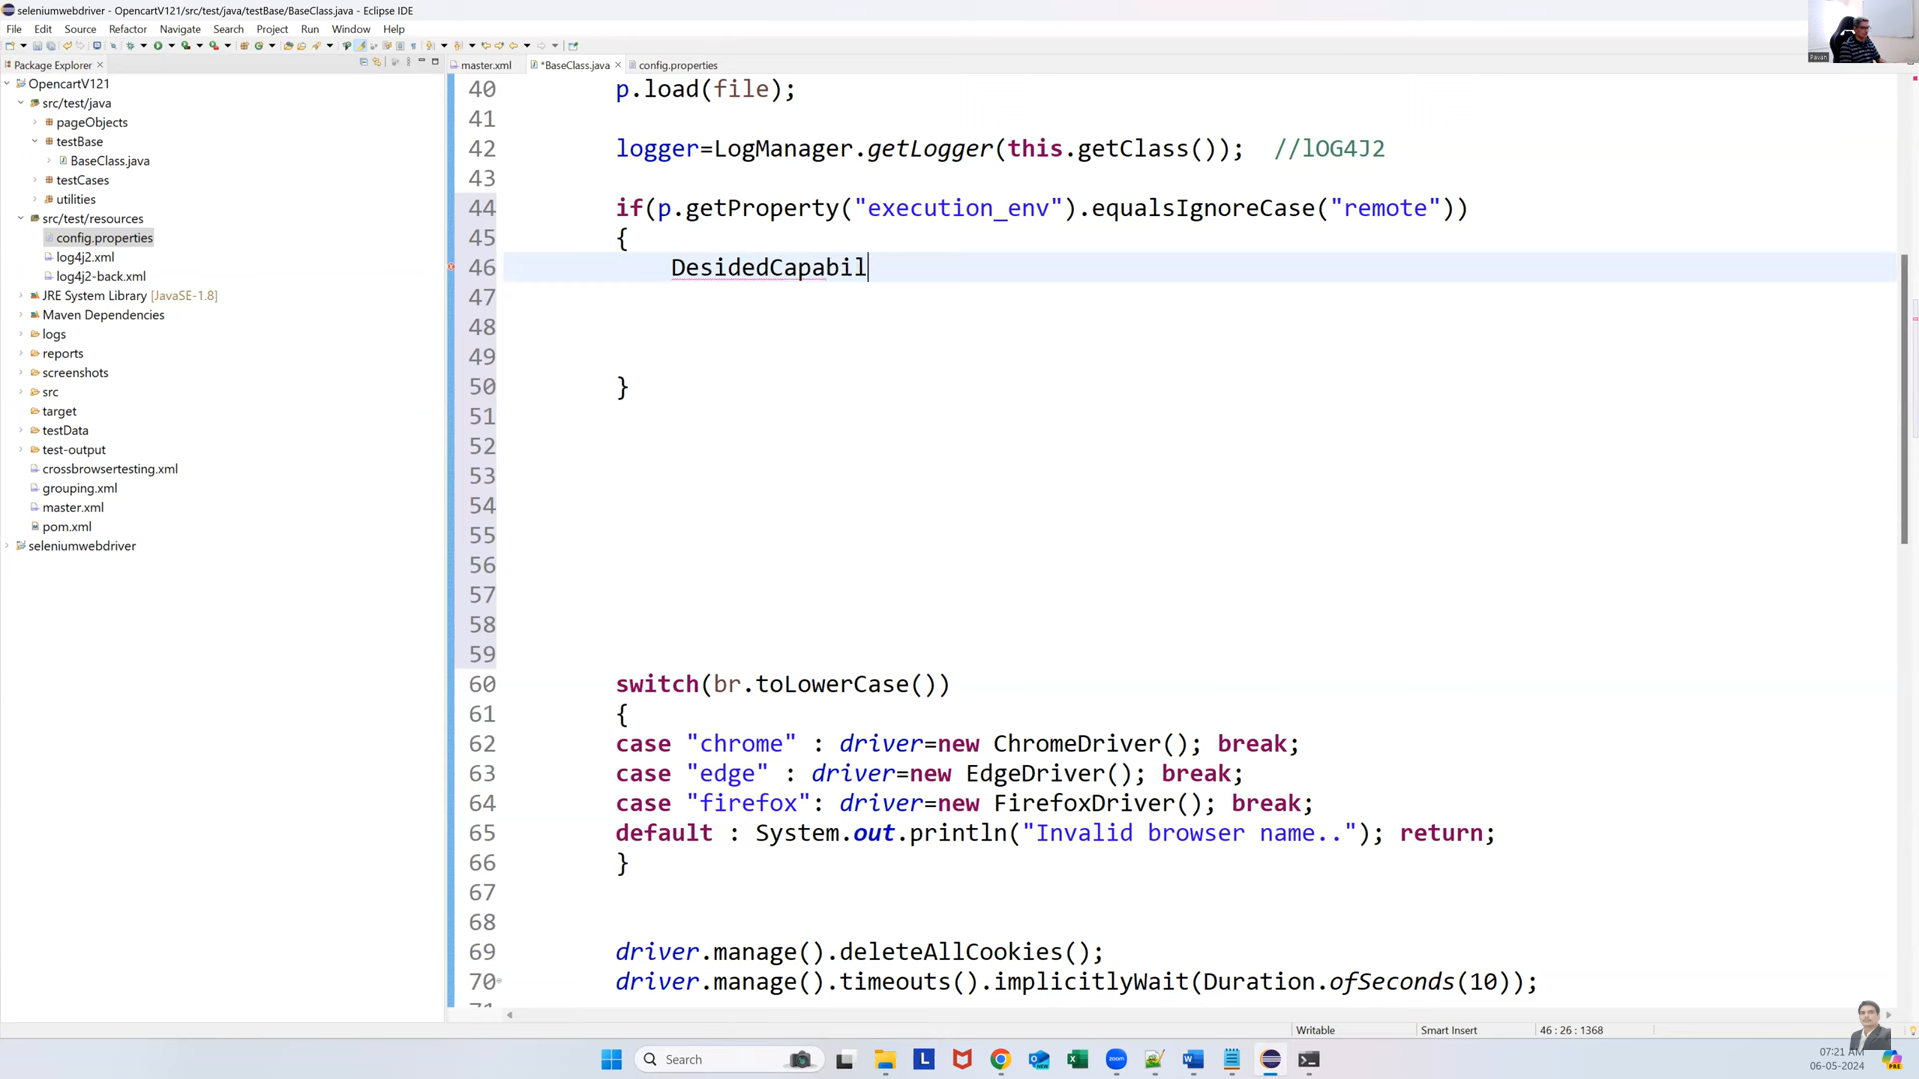 seleniumwebdriver - OpencartV121/src/test/java/testBase/BaseClass.java - Eclipse IDE
File Edit Source Refactor Navigate Search Project Run Window Help
Package Explorer
OpencartV121
src/test/java
pageObjects
testBase
BaseClass.java
testCases
utilities
src/test/resources
config.properties
log4j2.xml
log4j2-back.xml
JRE System Library [JavaSE-1.8]
Maven Dependencies
logs
reports
screenshots
src
target
testData
test-output
crossbrowsertesting.xml
grouping.xml
master.xml
pom.xml
seleniumwebdriver
master.xml *BaseClass.java config.properties
40 p.load(file);
41
42 logger=LogManager.getLogger(this.getClass()); //lOG4J2
43
44 if(p.getProperty("execution_env").equalsIgnoreCase("remote"))
45 {
46 DesidedCapabil
47
48
49
50 }
51
52
53
54
55
56
57
58
59
60 switch(br.toLowerCase())
61 {
62 case "chrome" : driver=new ChromeDriver(); break;
63 case "edge" : driver=new EdgeDriver(); break;
64 case "firefox": driver=new FirefoxDriver(); break;
65 default : System.out.println("Invalid browser name.."); return;
66 }
67
68
69 driver.manage().deleteAllCookies();
70 driver.manage().timeouts().implicitlyWait(Duration.ofSeconds(10));
71
Writable Smart Insert 46 : 26 : 1368
Search
07:21 AM
06-05-2024
Pavan